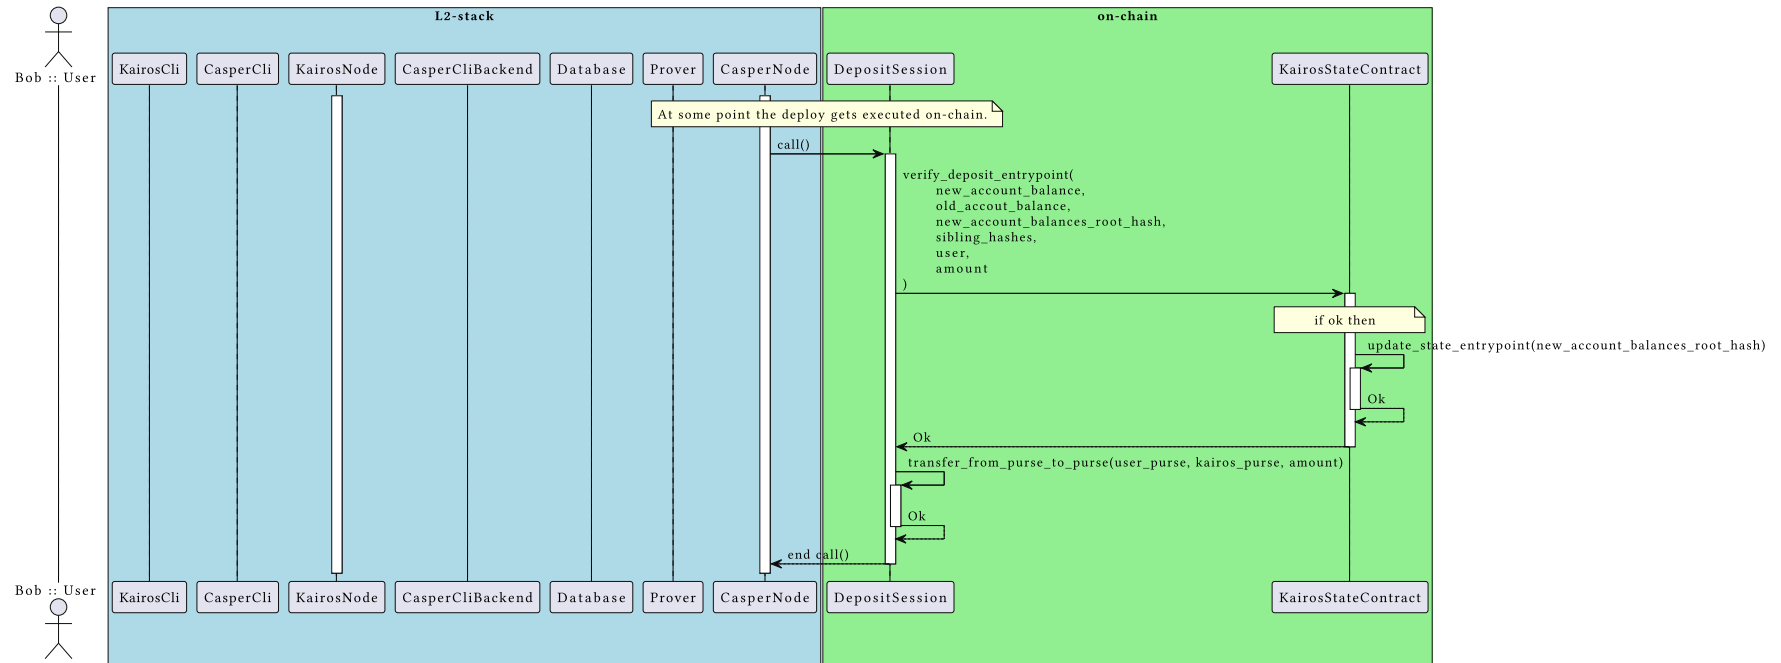 L2-stack
on-chain
Bob :: User
KairosCli
CasperCli
KairosNode
CasperCliBackend
Database
Prover
CasperNode
DepositSession
KairosStateContract
At some point the deploy gets executed on-chain.
call()
verify_deposit_entrypoint(
new_account_balance,
old_accout_balance,
new_account_balances_root_hash,
sibling_hashes,
user,
amount
)
if ok then
update_state_entrypoint(new_account_balances_root_hash)
Ok
Ok
transfer_from_purse_to_purse(user_purse, kairos_purse, amount)
Ok
end call()
Bob :: User
KairosCli
CasperCli
KairosNode
CasperCliBackend
Database
Prover
CasperNode
DepositSession
KairosStateContract